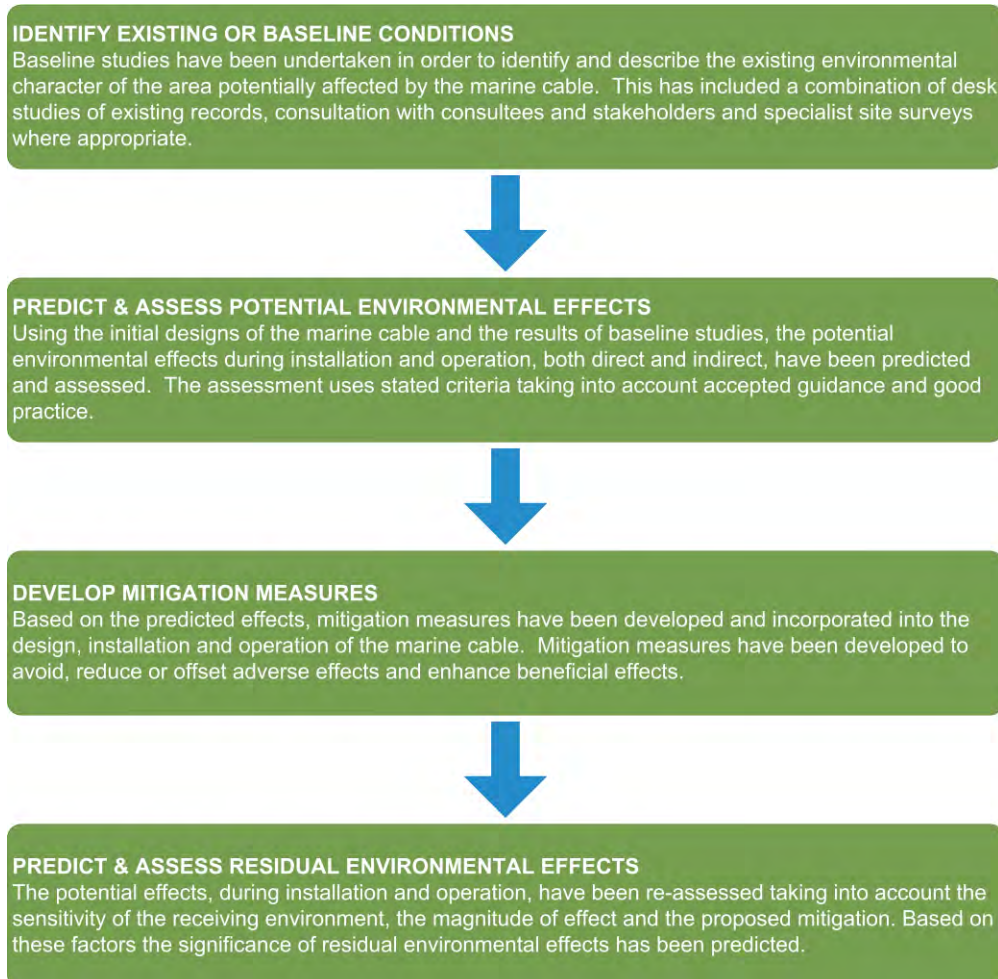 IDENTIFY EXISTING OR BASELINE CONDITIONS
Baseline studies have been undertaken in order to identify and describe the existing environmental
character of the area potentially affected by the marine cable.  This has included a combination of desk
studies of existing records, consultation with consultees and stakeholders and specialist site surveys
where appropriate.
PREDICT & ASSESS POTENTIAL ENVIRONMENTAL EFFECTS
Using the initial designs of the marine cable and the results of baseline studies, the potential
environmental effects during installation and operation, both direct and indirect, have been predicted
and assessed.  The assessment uses stated criteria taking into account accepted guidance and good
practice.
DEVELOP MITIGATION MEASURES
Based on the predicted effects, mitigation measures have been developed and incorporated into the
design, installation and operation of the marine cable.  Mitigation measures have been developed to
avoid, reduce or offset adverse effects and enhance beneficial effects.
PREDICT & ASSESS RESIDUAL ENVIRONMENTAL EFFECTS
The potential effects, during installation and operation, have been re-assessed taking into account the
sensitivity of the receiving environment, the magnitude of effect and the proposed mitigation. Based on
these factors the significance of residual environmental effects has been predicted.